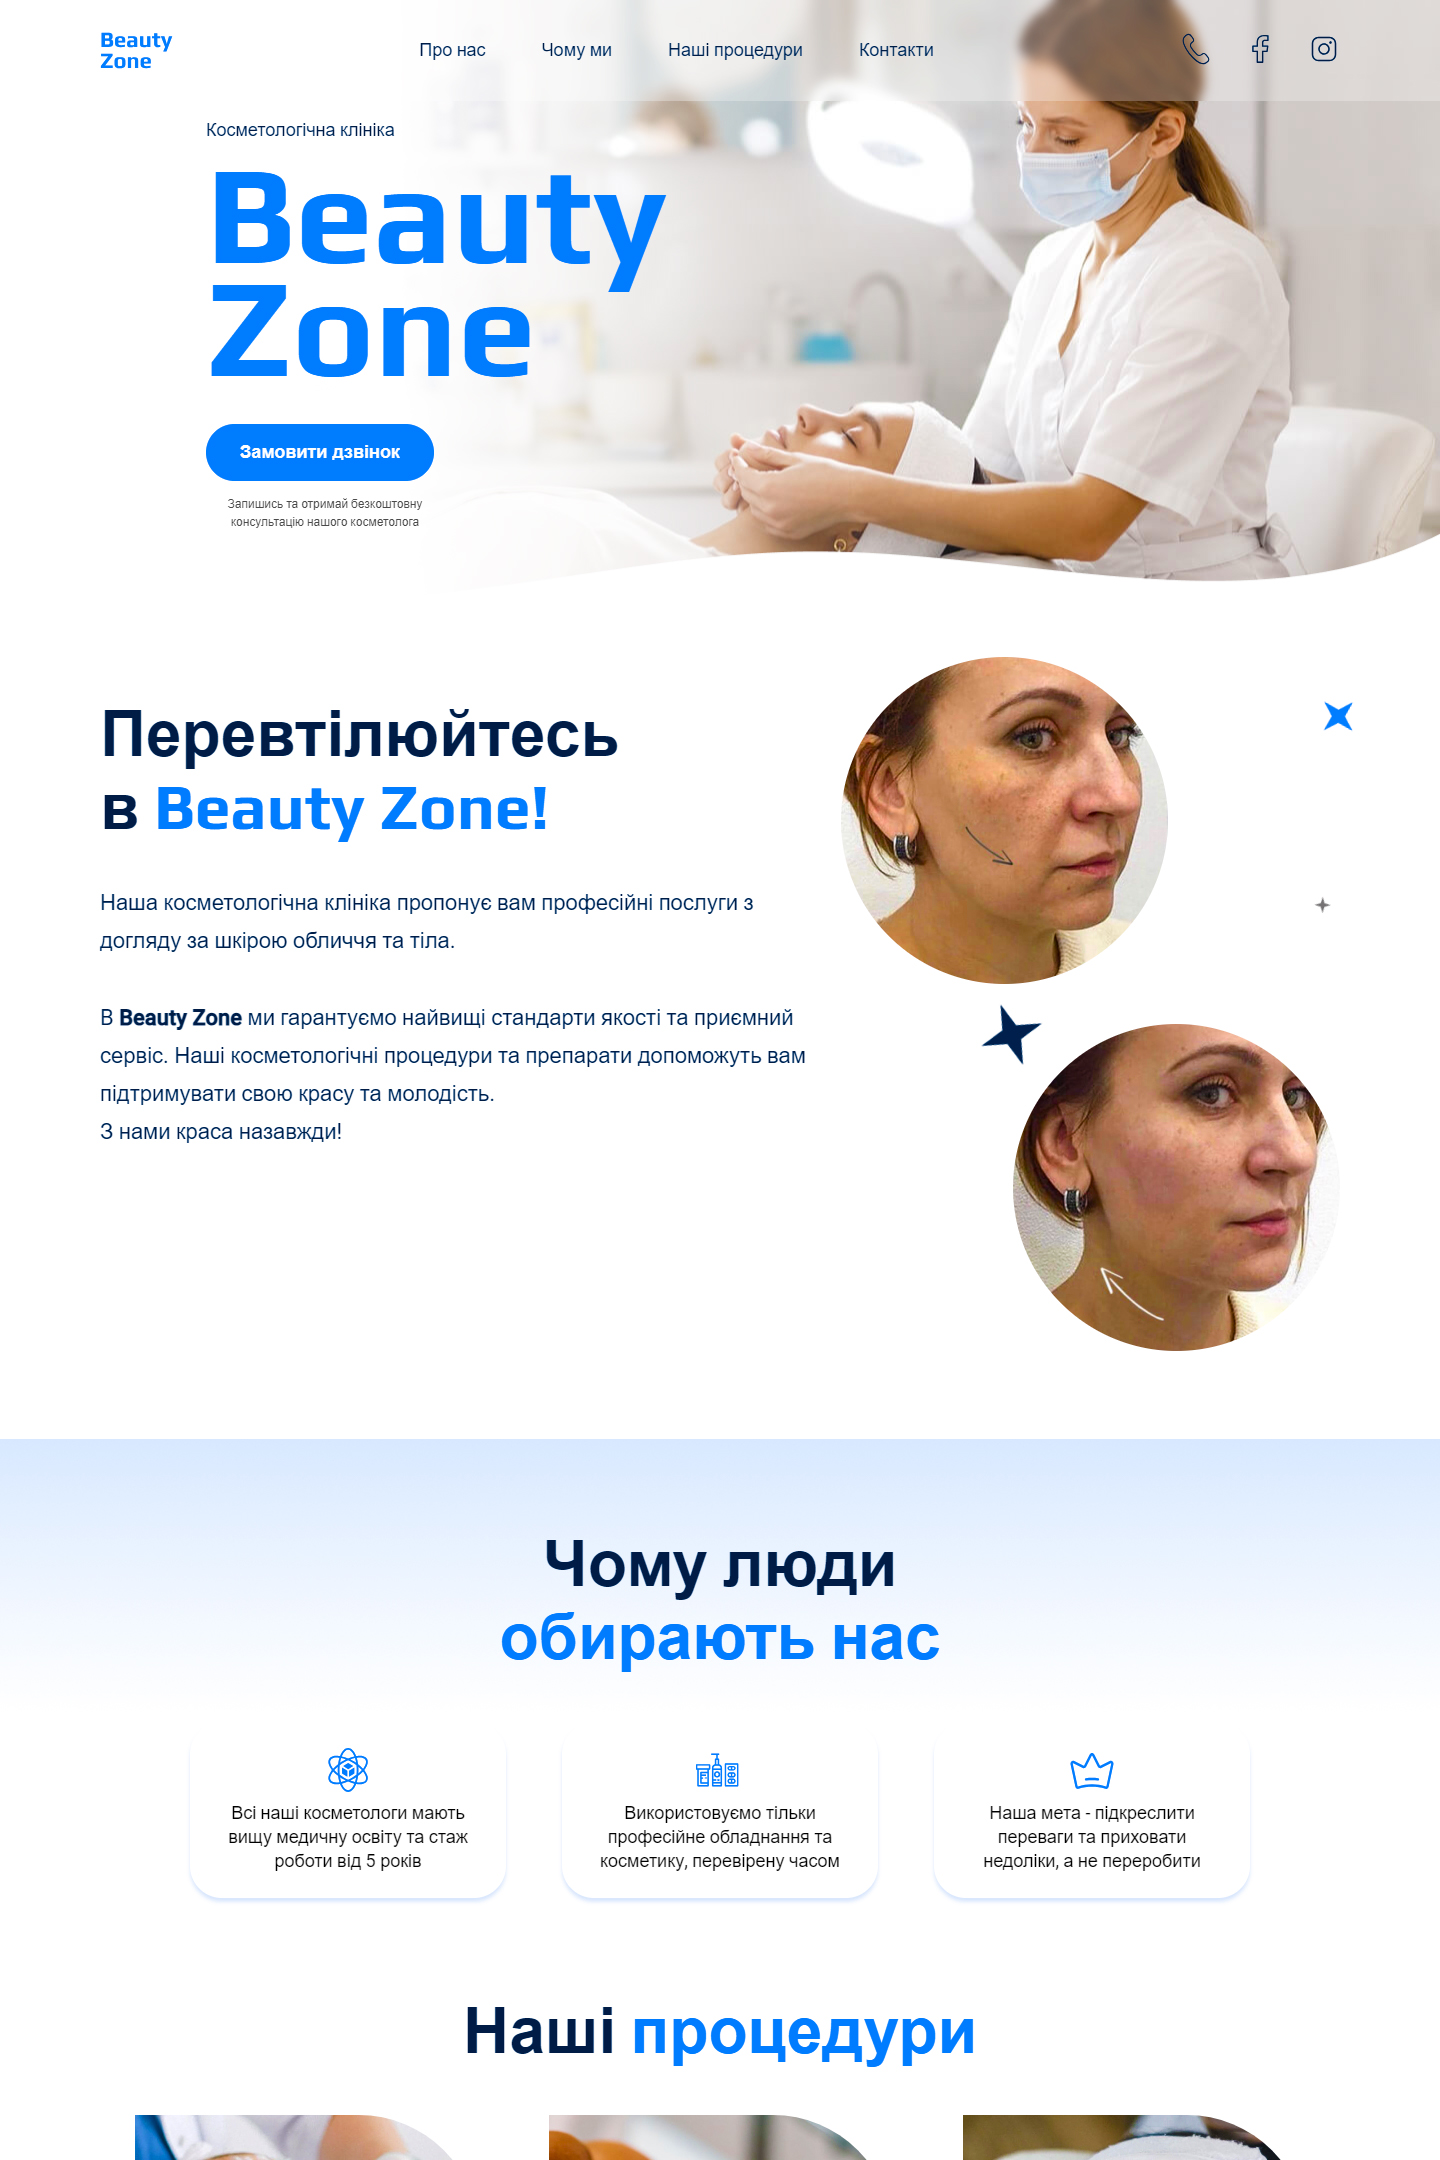 Beauty
Zone
Про нас
Чому ми
Наші процедури
Контакти
Косметологічна клініка
Beauty
Zone
Замовити дзвінок
Запишись та отримай безкоштовну
консультацію нашого косметолога
Перевтілюйтесь
в Beauty Zone!
Наша косметологічна клініка пропонує вам професійні послуги з
догляду за шкірою обличчя та тіла.
В Beauty Zone ми гарантуємо найвищі стандарти якості та приємний
сервіс. Наші косметологічні процедури та препарати допоможуть вам
підтримувати свою красу та молодість.
З нами краса назавжди!
Чому люди
обирають нас
Всі наші косметологи мають
вищу медичну освіту та стаж
роботи від 5 років
Використовуємо тільки
професійне обладнання та
косметику, перевірену часом
Наша мета - підкреслити
переваги та приховати
недоліки, а не переробити
Наші процедури